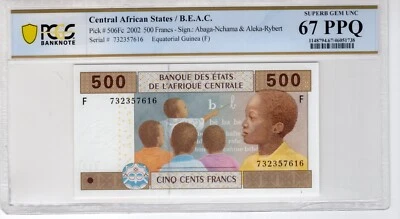 PCGS
BANKNOTE
Central African States / B.E.A.C.
Pick # 506Fc 2002 500 Francs - Sign.: Abaga-Nchama & Aleka-Rybert
Serial # 732357616 Equatorial Guinea (F)
SUPERB GEM UNC
67 PPQ
500
BANQUE DES ÉTATS
DE L'AFRIQUE CENTRALE
500
F 732357616
F
b
732357616
CINQ CENTS FRANCS